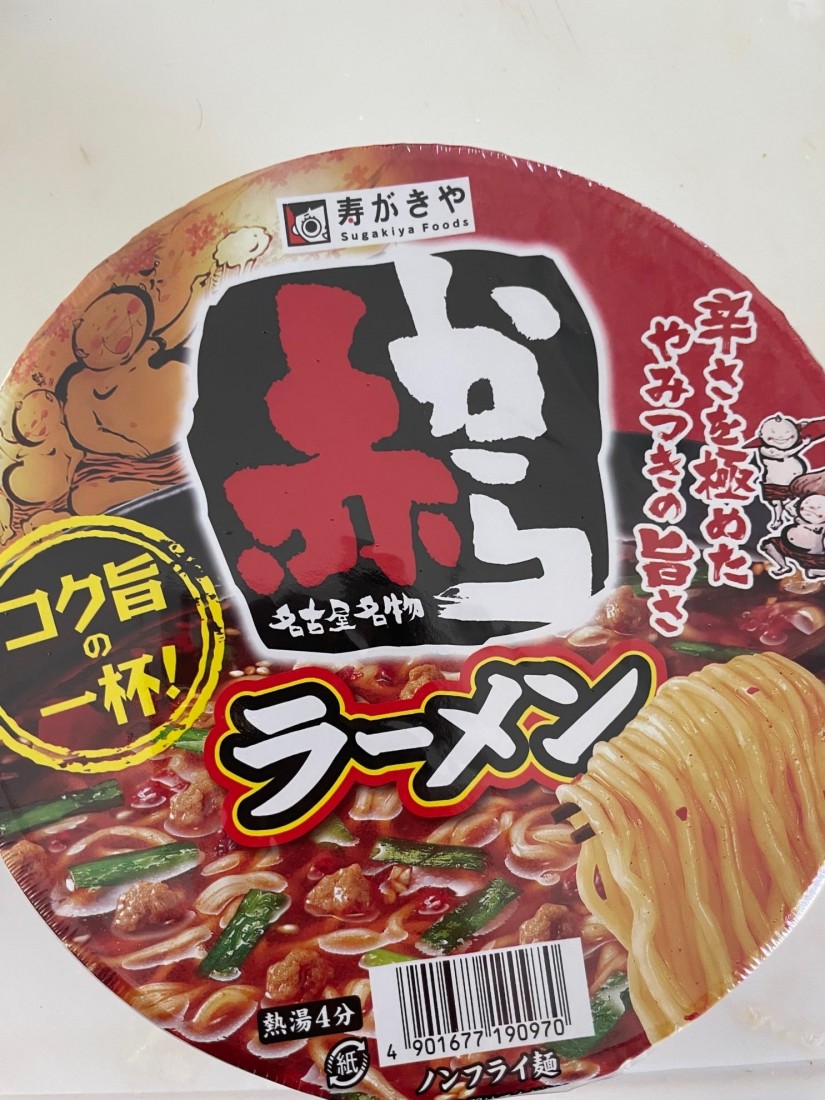 寿がきや
Sugakiya Foods
赤から
名古屋名物
辛さを極めた
やみつきの旨さ
コク旨
の
一杯!
ラーメン
熱湯4分
4 901677 190970
紙
ノンフライ麺